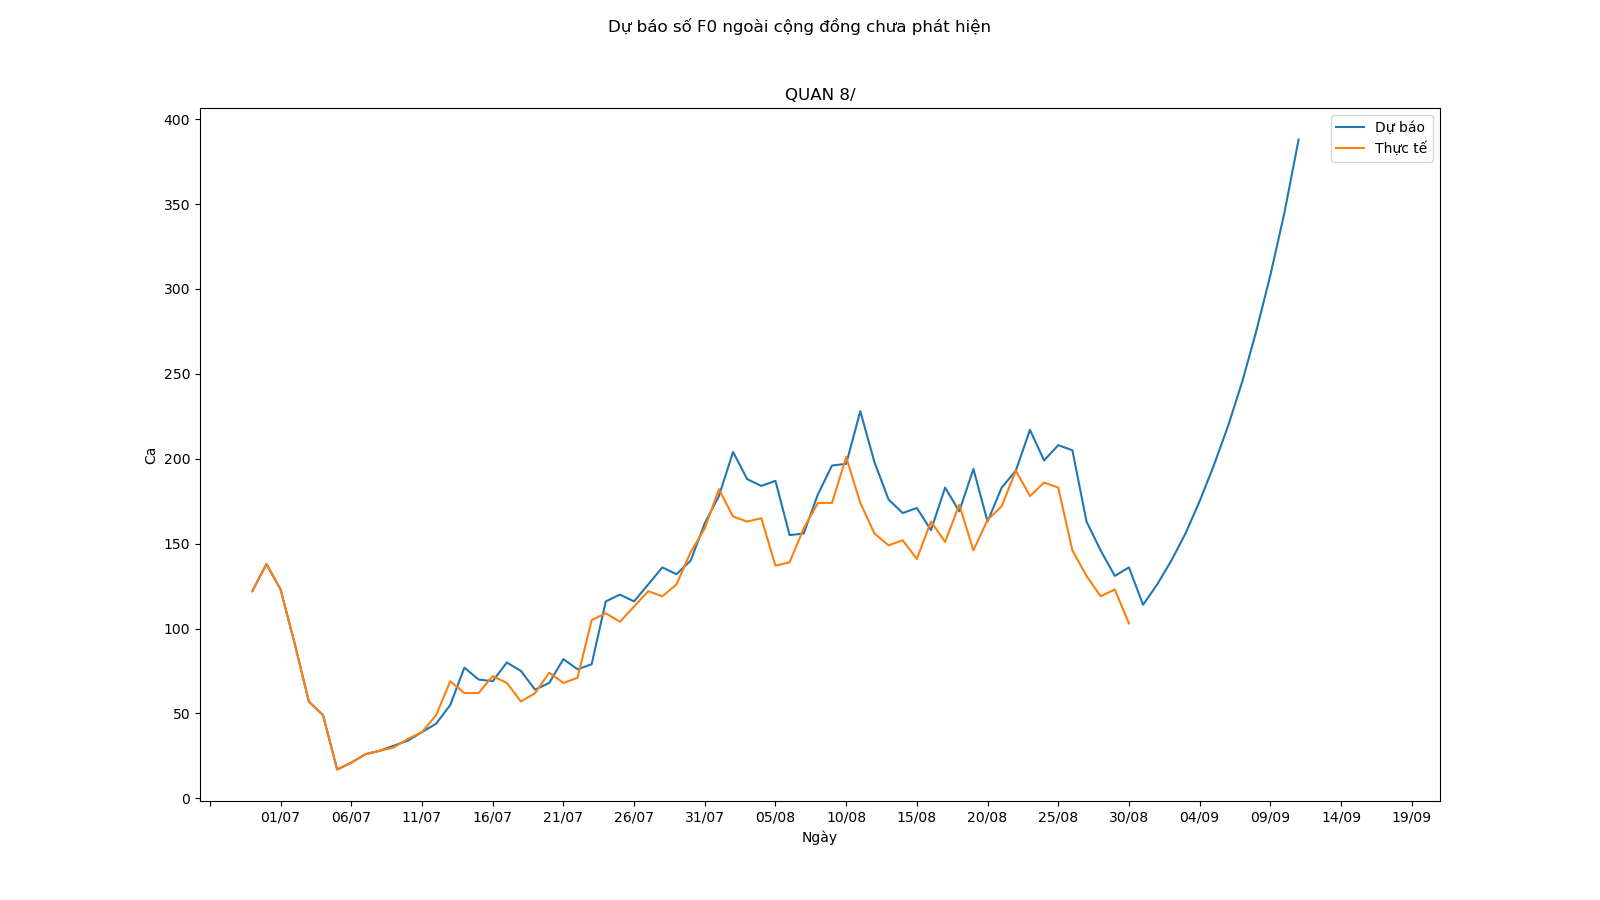 Dự báo số F0 ngoài cộng đồng chưa phát hiện
QUAN 8/
400
350
300
250
200
150
100
50
0
Ca
Dự báo
Thực tế
01/07 06/07 11/07 16/07 21/07 26/07 31/07 05/08 10/08 15/08 20/08 25/08 30/08 04/09 09/09 14/09 19/09
Ngày